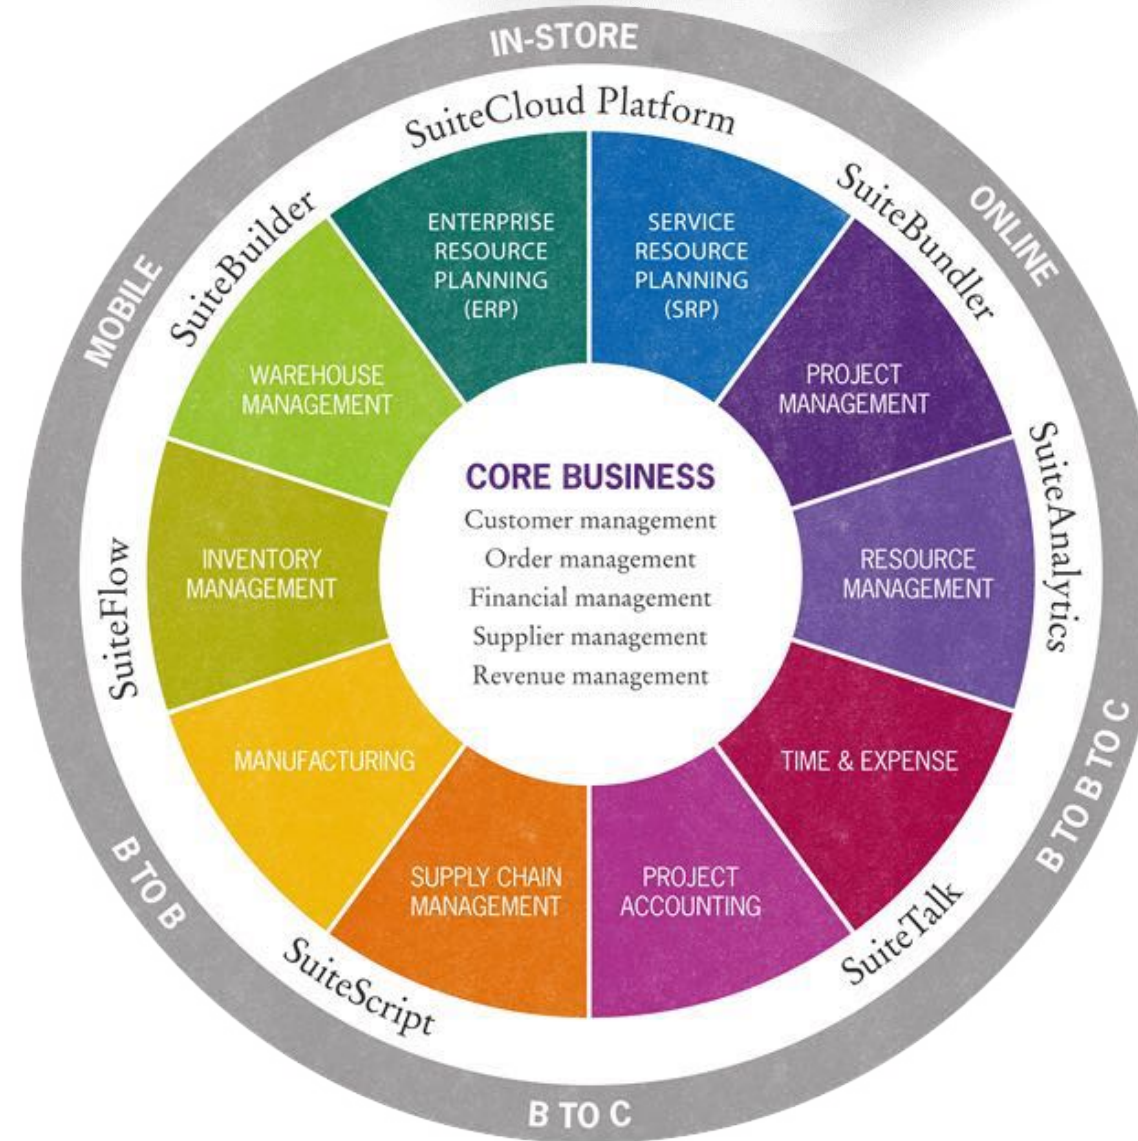 IN-STORE
SuiteCloud Platform
SuiteBundler
ONLINE
SuiteBuilder
MOBILE
ENTERPRISE
RESOURCE
PLANNING
(ERP)
SERVICE
RESOURCE
PLANNING
(SRP)
WAREHOUSE
MANAGEMENT
PROJECT
MANAGEMENT
CORE BUSINESS
Customer management
Order management
Financial management
Supplier management
Revenue management
INVENTORY
MANAGEMENT
RESOURCE
MANAGEMENT
SuiteAnalytics
SuiteFlow
MANUFACTURING
TIME & EXPENSE
SUPPLY CHAIN
MANAGEMENT
PROJECT
ACCOUNTING
B TO B
B TO B TO C
SuiteScript
SuiteTalk
B TO C